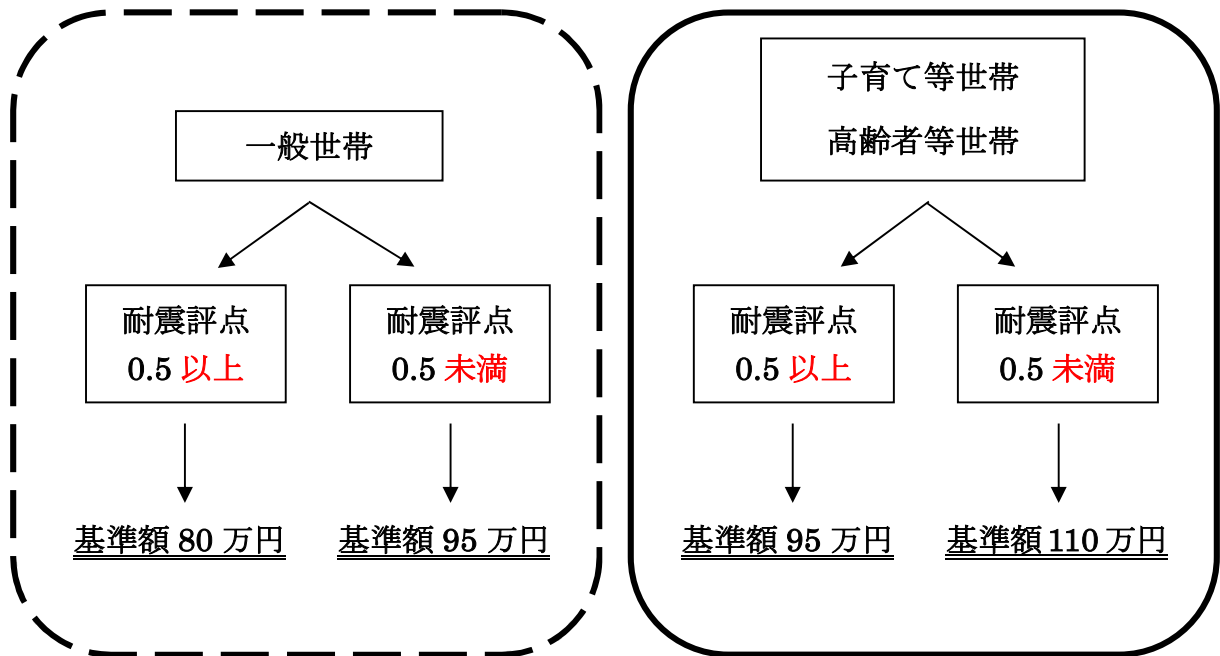 一般世帯
耐震評点
0.5 以上
耐震評点
0.5 未満
基準額 80 万円
基準額 95 万円
子育て等世帯
高齢者等世帯
耐震評点
0.5 以上
耐震評点
0.5 未満
基準額 95 万円
基準額 110 万円